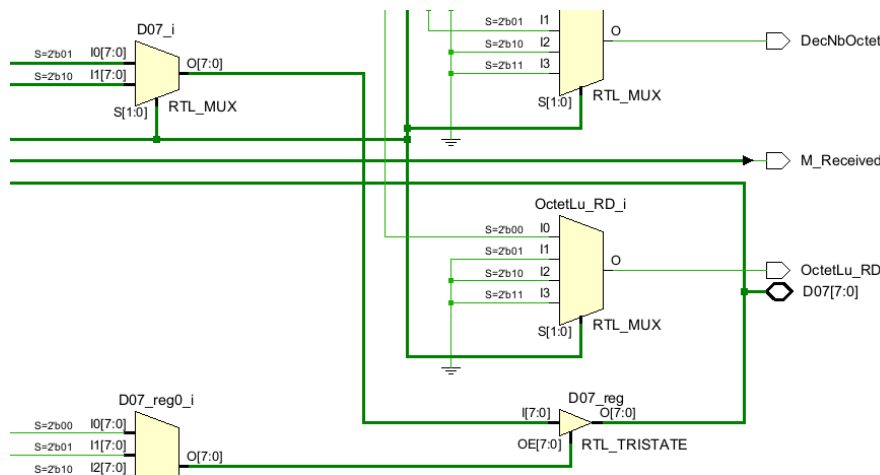 D07_i
S=2'b01 I0[7:0]
S=2'b10 I1[7:0]
O[7:0]
S[1:0]
RTL_MUX
S=2'b01 I1
S=2'b10 I2
S=2'b11 I3
O
S[1:0]
RTL_MUX
DecNbOctet
M_Received
OctetLu_RD_i
S=2'b00 I0
S=2'b01 I1
S=2'b10 I2
S=2'b11 I3
O
S[1:0]
RTL_MUX
OctetLu_RD
D07[7:0]
D07_reg0_i
S=2'b00 I0[7:0]
S=2'b01 I1[7:0]
S=2'b10 I2[7:0]
O[7:0]
D07_reg
I[7:0]
O[7:0]
OE[7:0]
RTL_TRISTATE